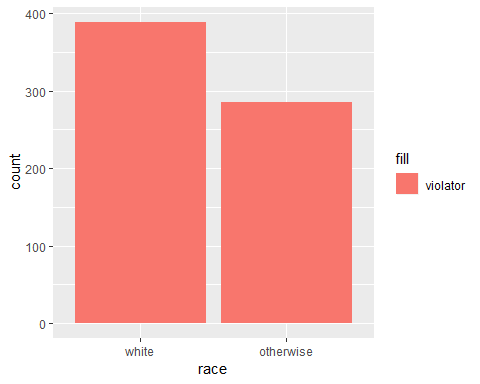 400
300
200
100
0
count
white
otherwise
race
fill
violator